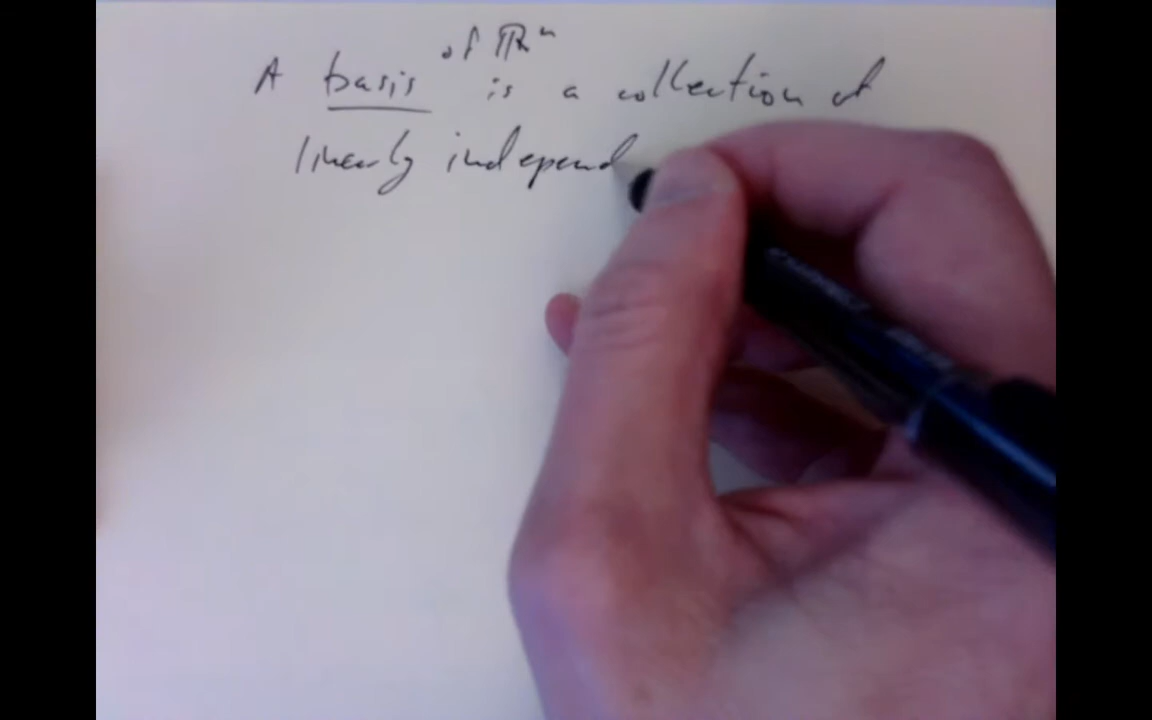 A basis of ℝⁿ is a collection of
linearly independ